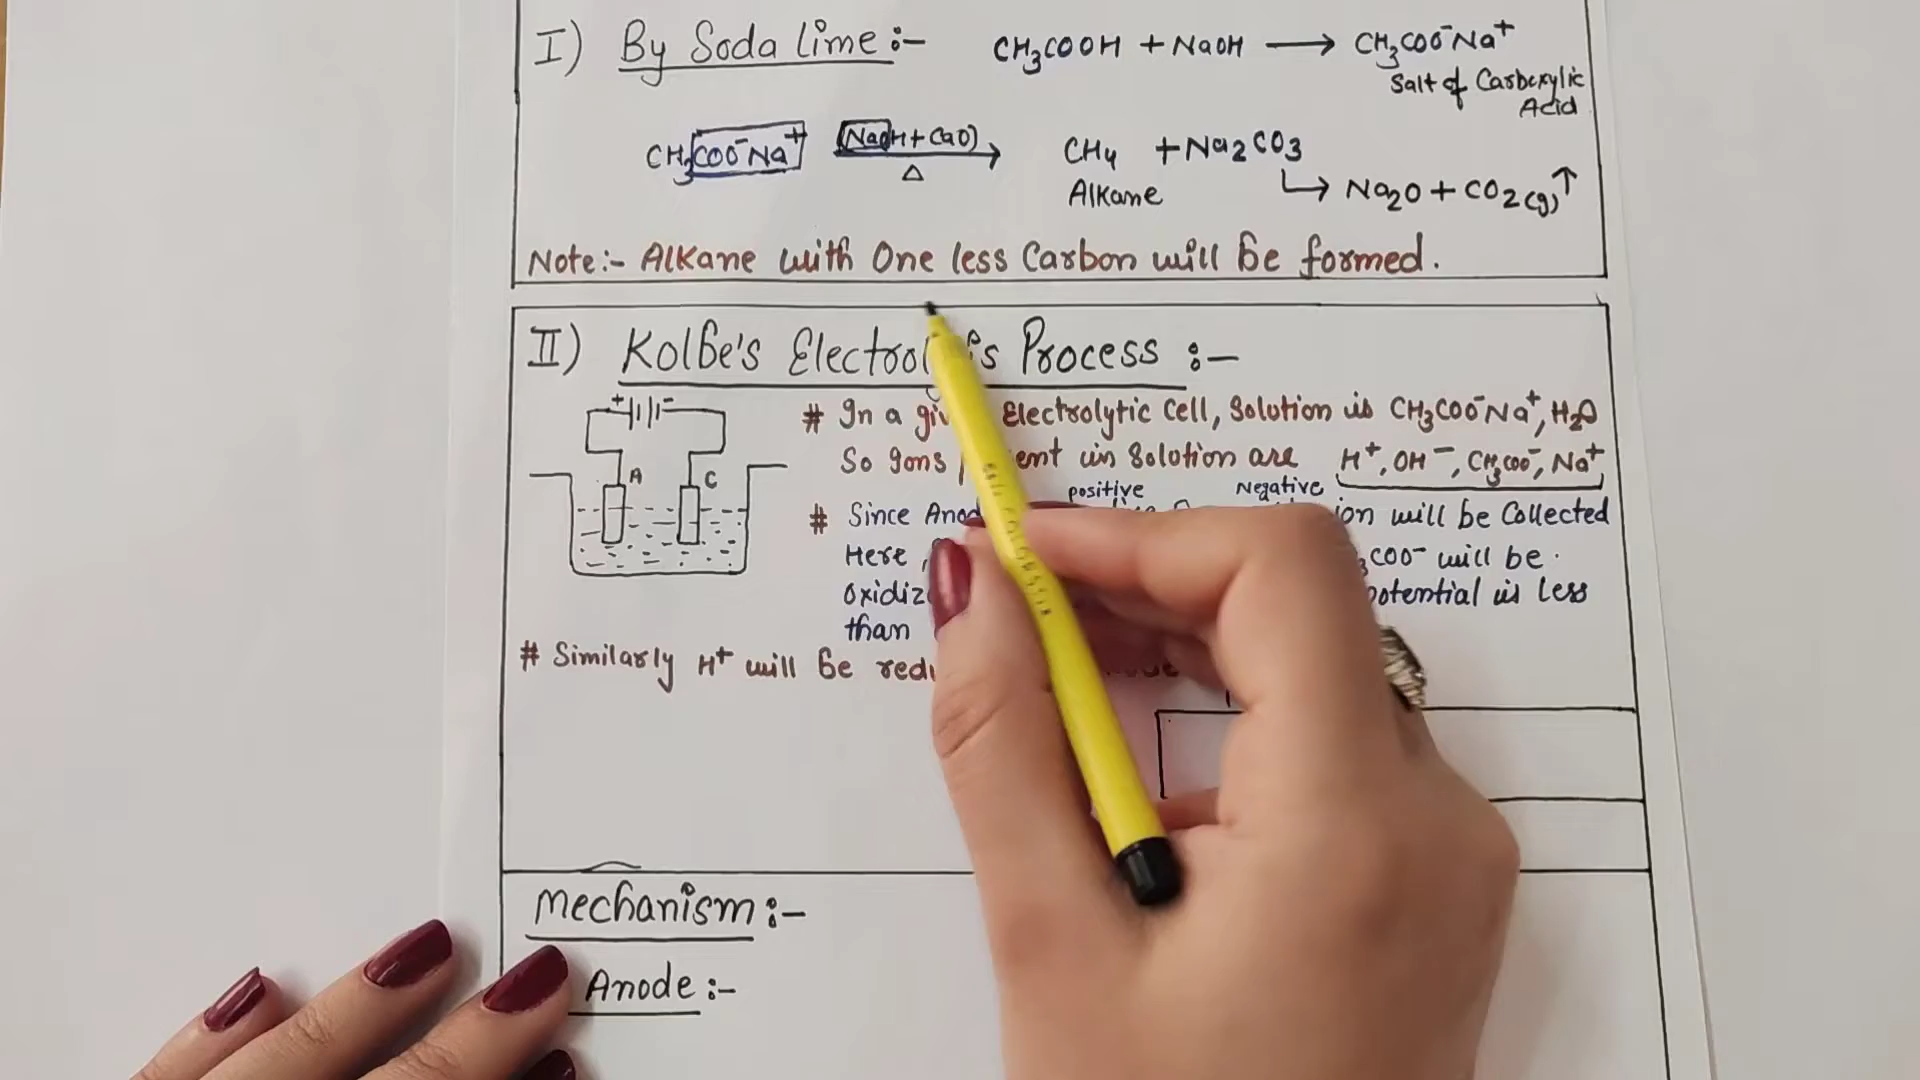 I) By Soda lime :- CH3COOH + NaOH ⟶ CH3COO⁻Na⁺
Salt of Carboxylic
Acid
CH3COO⁻Na⁺ (NaOH + CaO) ⟶ CH4 + Na2CO3
△
Alkane ↳ Na2O + CO2(g)↑
Note:- Alkane with One less Carbon will be formed.
II) Kolbe's Process :-
+ -
# In a Electrolytic Cell, Solution is CH3COO⁻Na⁺, H2O
A C
So Ions in Solution are H⁺, OH⁻, CH3COO⁻, Na⁺
positive Negative
# Since ion will be Collected
Here, COO⁻ will be.
potential is less
than
# Similarly H⁺ will be
Mechanism :-
Anode :-